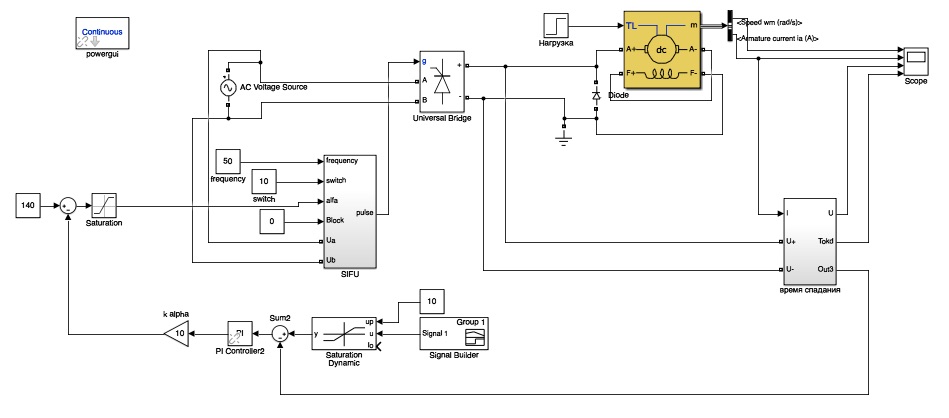 Continuous
powergui
AC Voltage Source
g
A
B
+
-
Universal Bridge
Нагрузка
TL
m
A+
dc
A-
F+
F-
Diode
<Speed wm (rad/s)>
<Armature current ia (A)>
Scope
50
frequency
10
switch
0
140
Saturation
frequency
switch
alfa
Block
Ua
Ub
pulse
SIFU
I
U+
U-
U
Tokd
Out3
время спадания
k alpha
10
PI
PI Controller2
Sum2
y
up
u
lo
Saturation
Dynamic
10
Group 1
Signal 1
Signal Builder